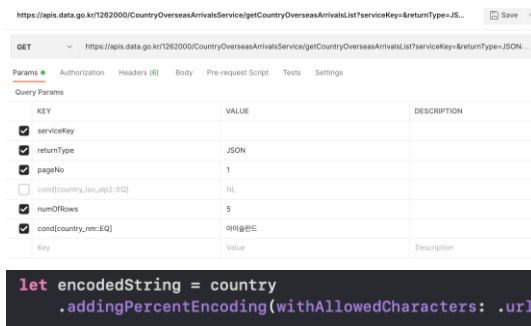 https://apis.data.go.kr/1262000/CountryOverseasArrivalsService/getCountryOverseasArrivalsList?serviceKey=&returnType=JS...
Save
GET
https://apis.data.go.kr/1262000/CountryOverseasArrivalsService/getCountryOverseasArrivalsList?serviceKey=&returnType=JSON...
Params Authorization Headers (6) Body Pre-request Script Tests Settings
Query Params
KEY VALUE DESCRIPTION
serviceKey
returnType JSON
pageNo 1
cond[country_iso_alp2::EQ] NL
numOfRows 5
cond[country_nm::EQ] 아이슬란드
Key Value Description
let encodedString = country
.addingPercentEncoding(withAllowedCharacters: .url